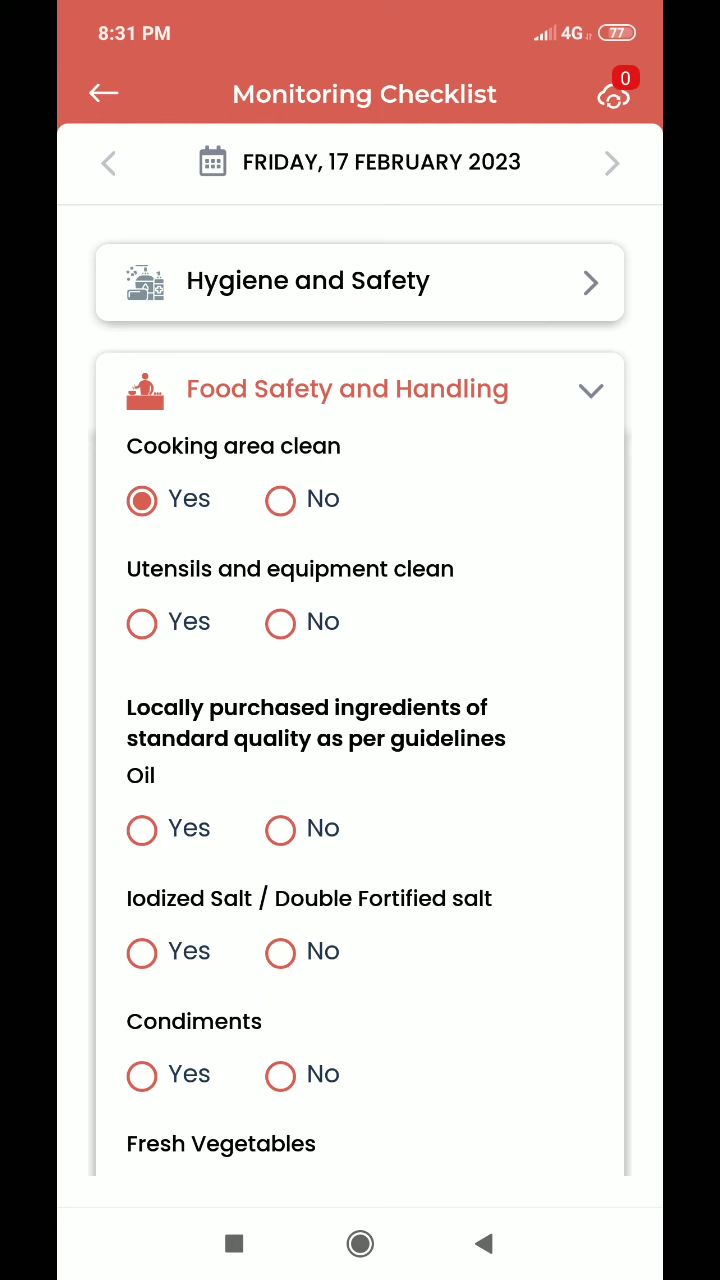 8:31 PM 4G 77
Monitoring Checklist 0
FRIDAY, 17 FEBRUARY 2023
Hygiene and Safety
Food Safety and Handling
Cooking area clean
Yes No
Utensils and equipment clean
Yes No
Locally purchased ingredients of
standard quality as per guidelines
Oil
Yes No
Iodized Salt / Double Fortified salt
Yes No
Condiments
Yes No
Fresh Vegetables